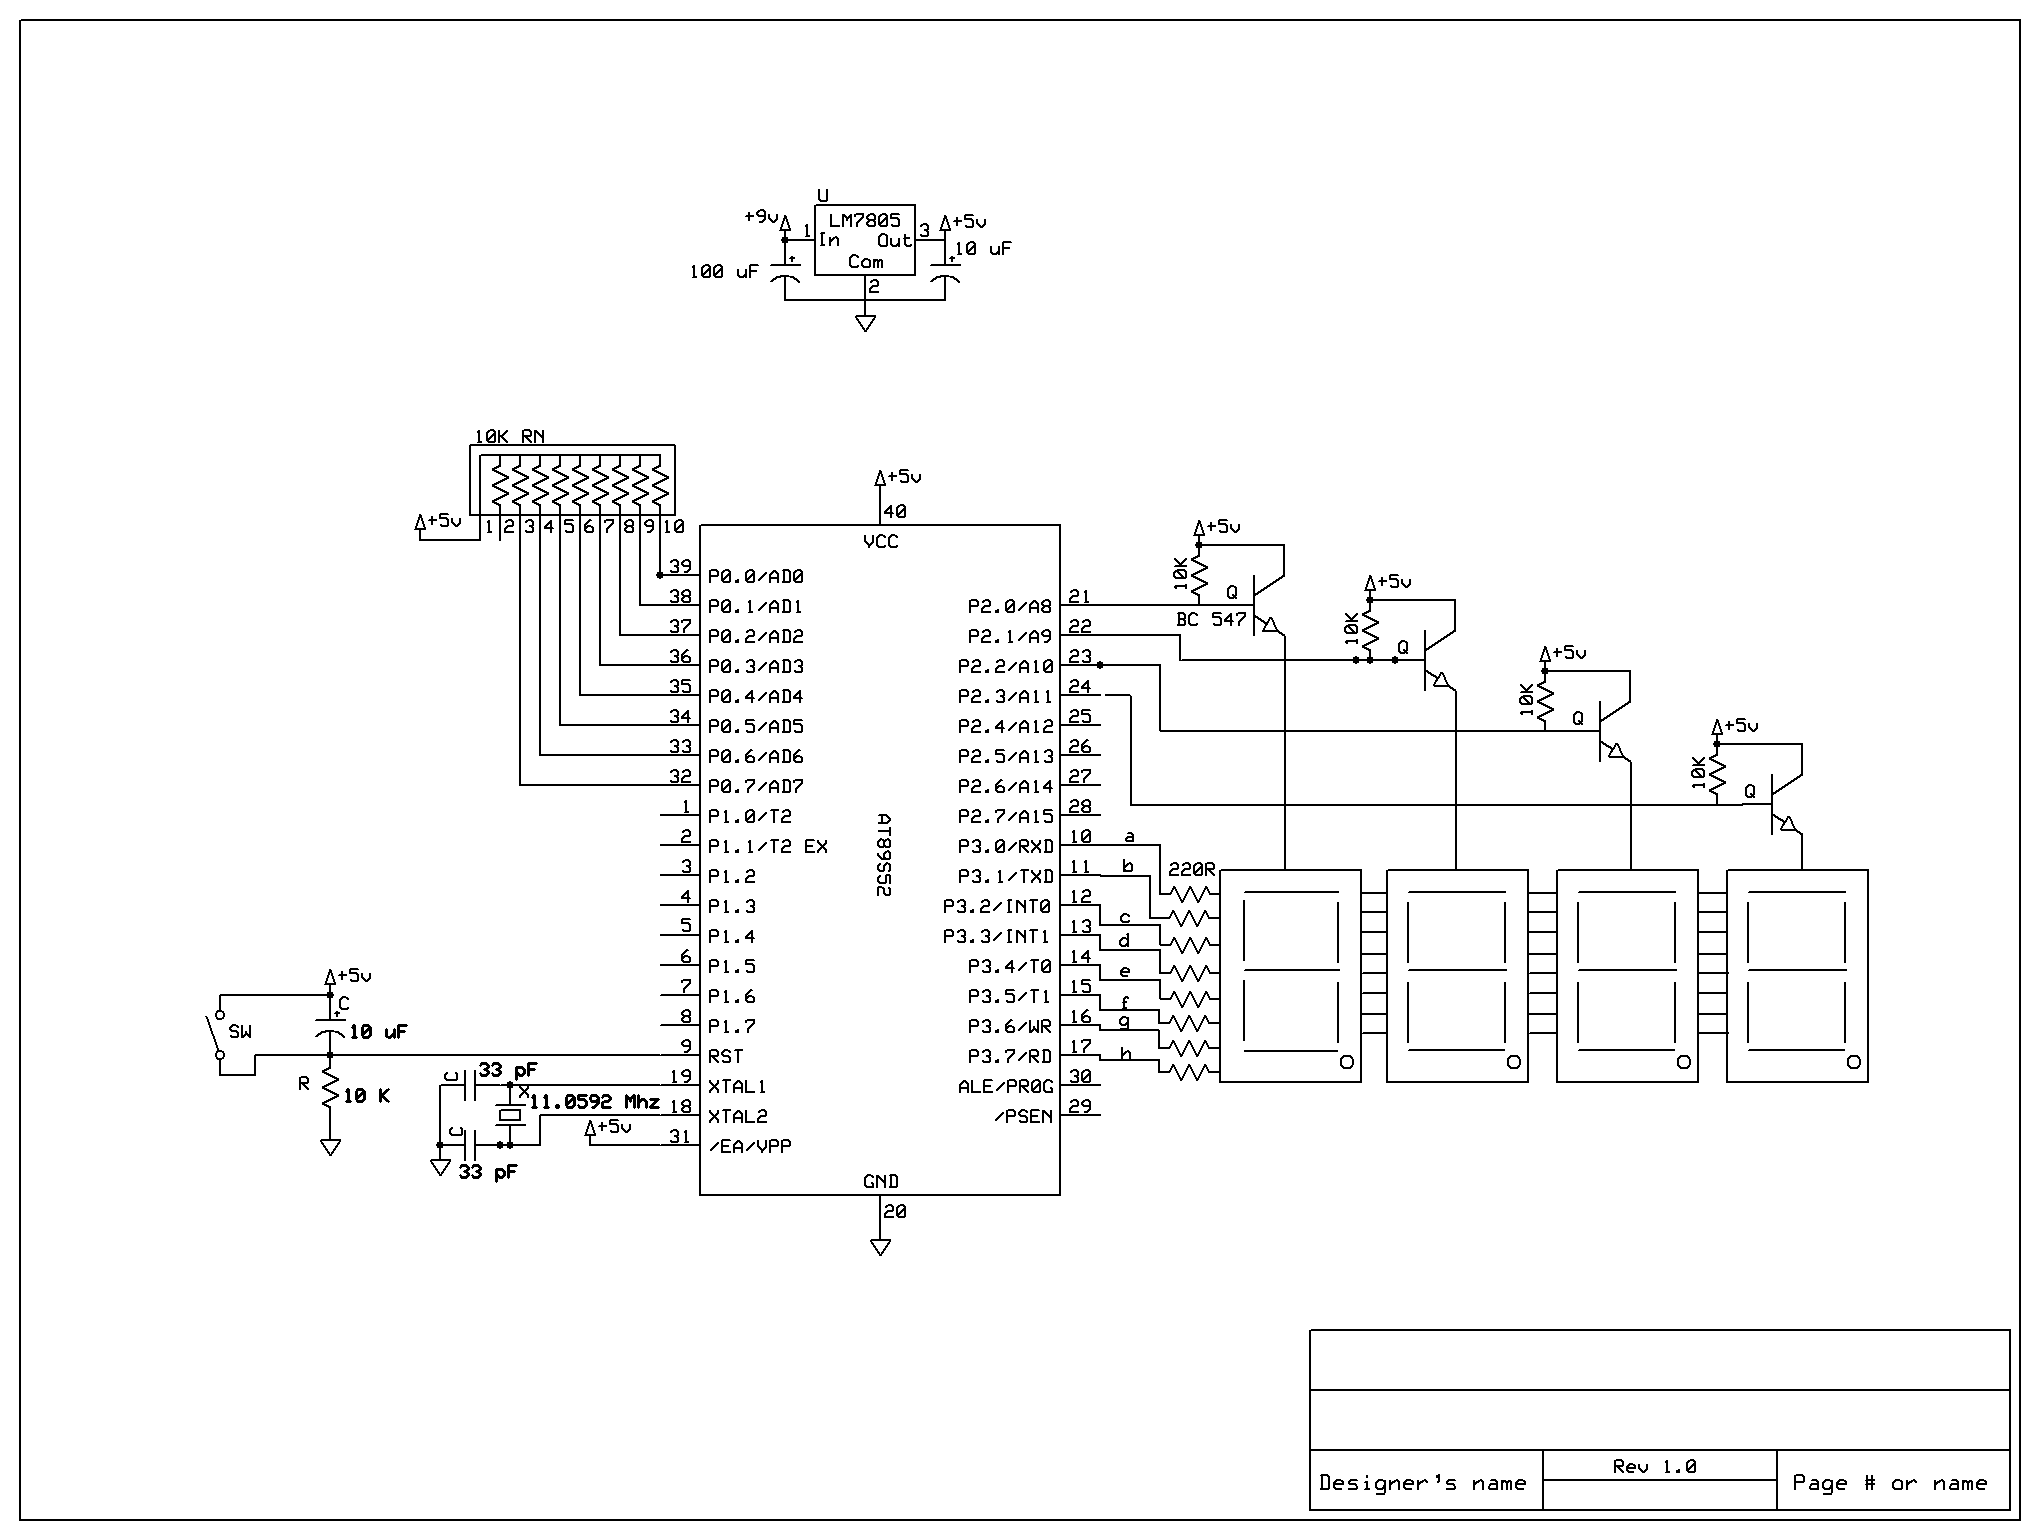 U
+9v 1 LM7805 3 +5v
In Out
10 uF
100 uF Com
2
10K RN
+5v
40
+5v 1 2 3 4 5 6 7 8 9 10
VCC
39 P0.0/AD0
38 P0.1/AD1
37 P0.2/AD2
36 P0.3/AD3
35 P0.4/AD4
34 P0.5/AD5
33 P0.6/AD6
32 P0.7/AD7
1 P1.0/T2
2 P1.1/T2 EX
3 P1.2
4 P1.3
5 P1.4
6 P1.5
7 P1.6
8 P1.7
9 RST
19 XTAL1
18 XTAL2
31 /EA/VPP
AT89S52
P2.0/A8 21
P2.1/A9 22
P2.2/A10 23
P2.3/A11 24
P2.4/A12 25
P2.5/A13 26
P2.6/A14 27
P2.7/A15 28
P3.0/RXD 10 a
P3.1/TXD 11 b
P3.2/INT0 12 c
P3.3/INT1 13 d
P3.4/T0 14 e
P3.5/T1 15 f
P3.6/WR 16 g
P3.7/RD 17 h
ALE/PR0G 30
/PSEN 29
GND
20
+5v
10K
Q
BC 547
+5v
10K
Q
+5v
10K
Q
+5v
10K
Q
220R
+5v
C
SW
10 uF
R
10 K
C
33 pF
X
11.0592 Mhz
C
+5v
33 pF
Rev 1.0
Designer's name
Page # or name